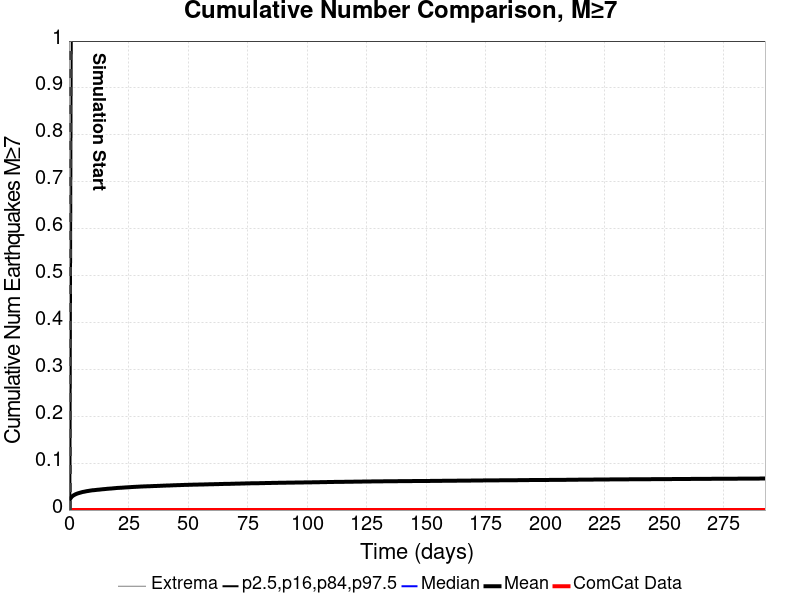 Cumulative Number Comparison, M≥7
Cumulative Num Earthquakes M≥7
1
0.9
0.8
0.7
0.6
0.5
0.4
0.3
0.2
0.1
0
Simulation Start
0 25 50 75 100 125 150 175 200 225 250 275
Time (days)
Extrema p2.5,p16,p84,p97.5 Median Mean ComCat Data